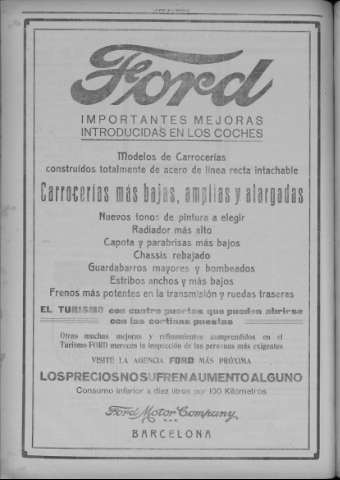 Ford
IMPORTANTES MEJORAS
INTRODUCIDAS EN LOS COCHES
Modelos de Carrocerías
construídos totalmente de acero de línea recta intachable
Carrocerías más bajas, amplias y alargadas
Nuevos tonos de pintura a elegir
Radiador más alto
Capota y parabrisas más bajos
Chassis rebajado
Guardabarros mayores y bombeados
Estribos anchos y más bajos
Frenos más potentes en la transmisión y ruedas traseras
EL TURISMO con cuatro puertas que pueden abrirse
con las cortinas puestas
Otras muchas mejoras y refinamientos comprendidos en el
Turismo FORD merecen la inspección de las personas más exigentes
VISITE LA AGENCIA FORD MÁS PRÓXIMA
LOS PRECIOS NO SUFREN AUMENTO ALGUNO
Consumo inferior a diez litros por 100 Kilómetros
Ford Motor Company
BARCELONA